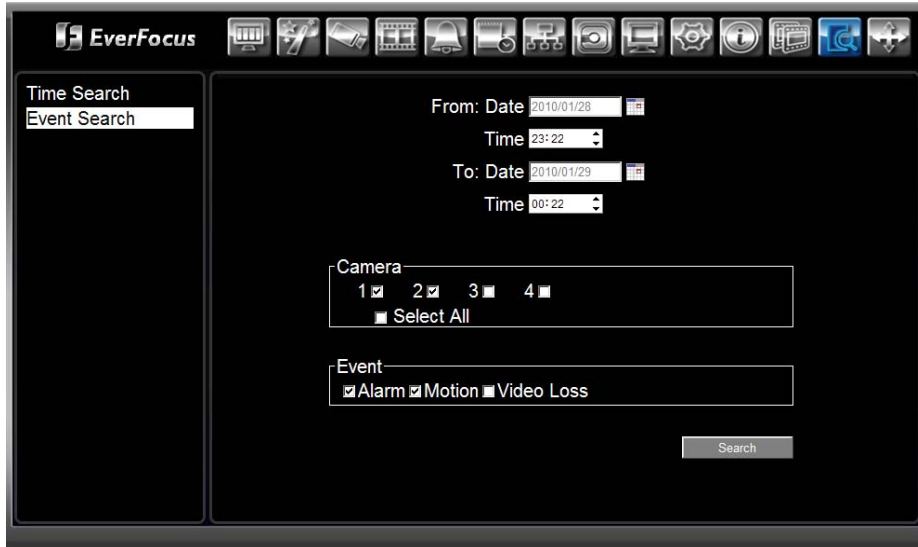 EverFocus
Time Search
Event Search
From: Date 2010/01/28
Time 23:22
To: Date 2010/01/29
Time 00:22
Camera
1 2 3 4
Select All
Event
Alarm Motion Video Loss
Search